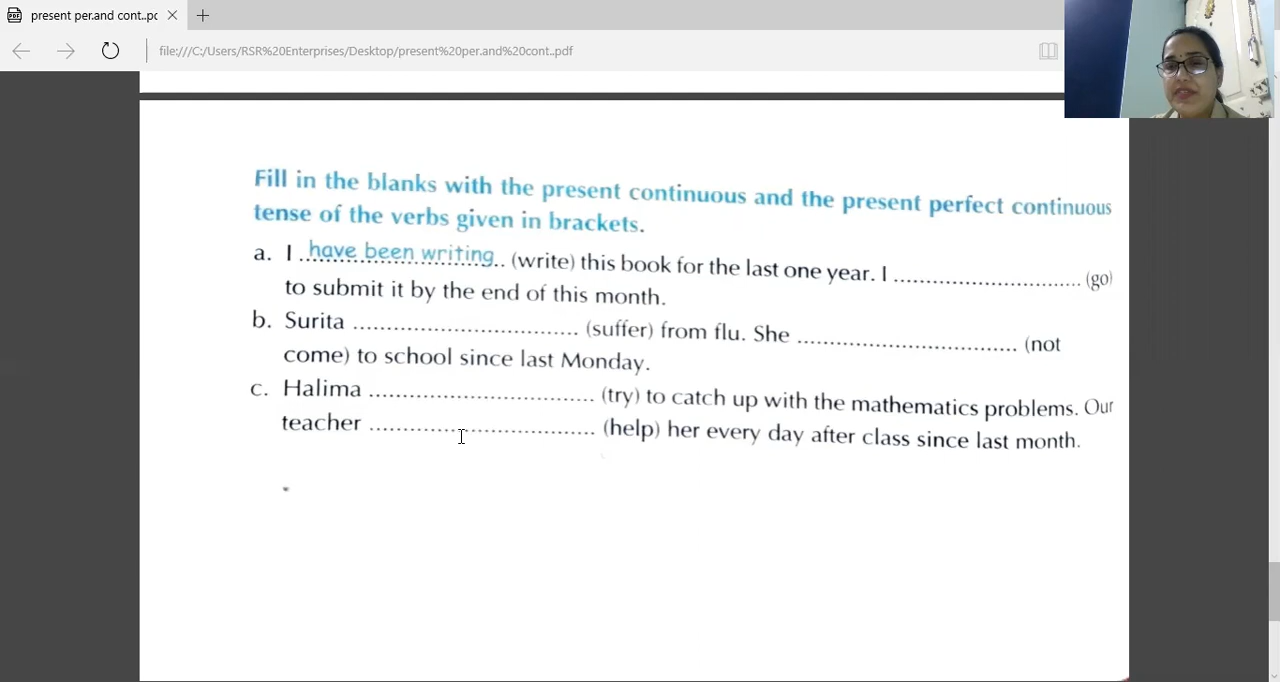 present per.and cont..pc
file:///C:/Users/RSR%20Enterprises/Desktop/present%20per.and%20cont..pdf
Fill in the blanks with the present continuous and the present perfect continuous
tense of the verbs given in brackets.
a. I ..have been writing.. (write) this book for the last one year. I .............................. (go)
to submit it by the end of this month.
b. Surita .................................... (suffer) from flu. She ................................... (not
come) to school since last Monday.
c. Halima .................................... (try) to catch up with the mathematics problems. Our
teacher .................................... (help) her every day after class since last month.